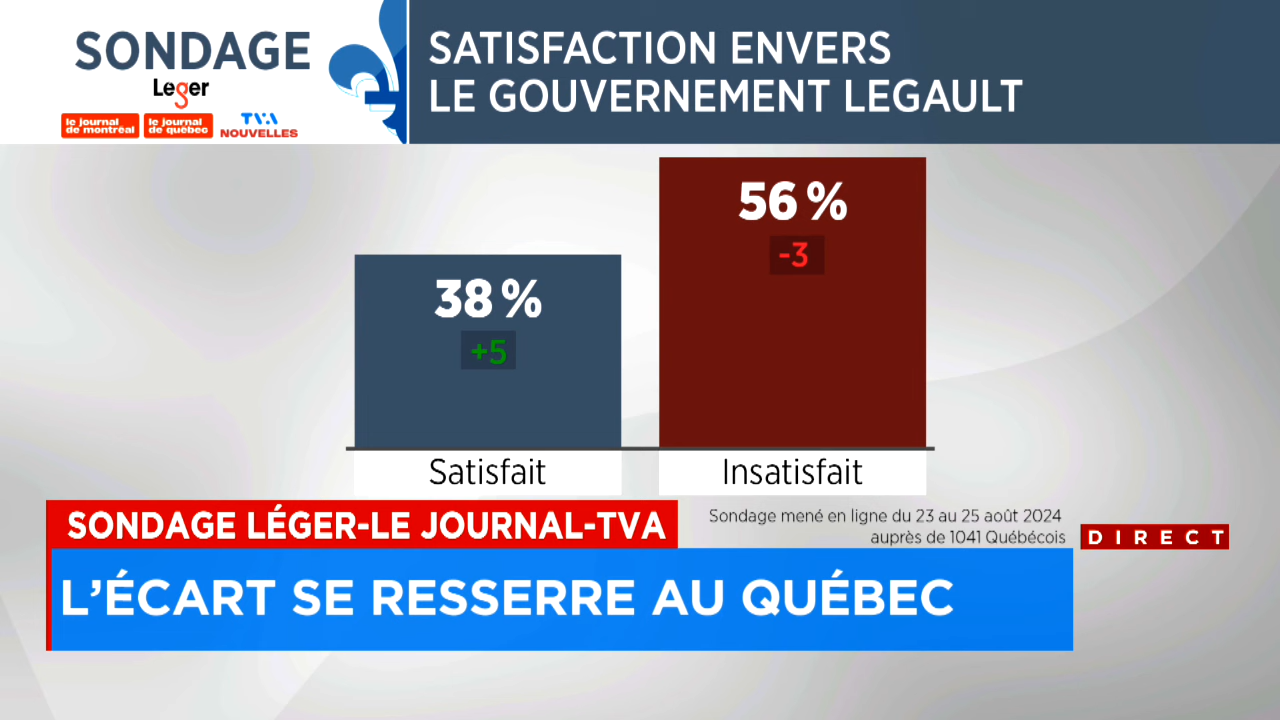 SONDAGE
Leger
le journal de montréal
le journal de québec
TVA NOUVELLES
SATISFACTION ENVERS
LE GOUVERNEMENT LEGAULT
56 %
-3
38 %
+5
Satisfait
Insatisfait
SONDAGE LÉGER-LE JOURNAL-TVA
Sondage mené en ligne du 23 au 25 août 2024
auprès de 1041 Québécois
DIRECT
L'ÉCART SE RESSERRE AU QUÉBEC